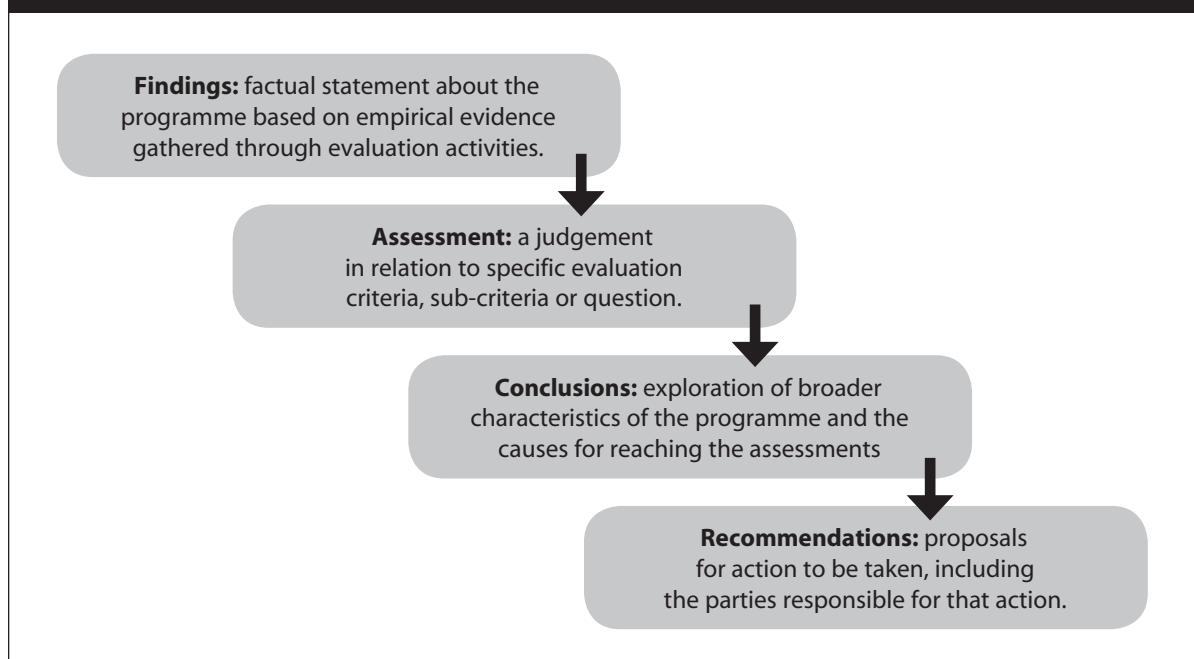 Findings: factual statement about the
programme based on empirical evidence
gathered through evaluation activities.
Assessment: a judgement
in relation to specific evaluation
criteria, sub-criteria or question.
Conclusions: exploration of broader
characteristics of the programme and the
causes for reaching the assessments
Recommendations: proposals
for action to be taken, including
the parties responsible for that action.